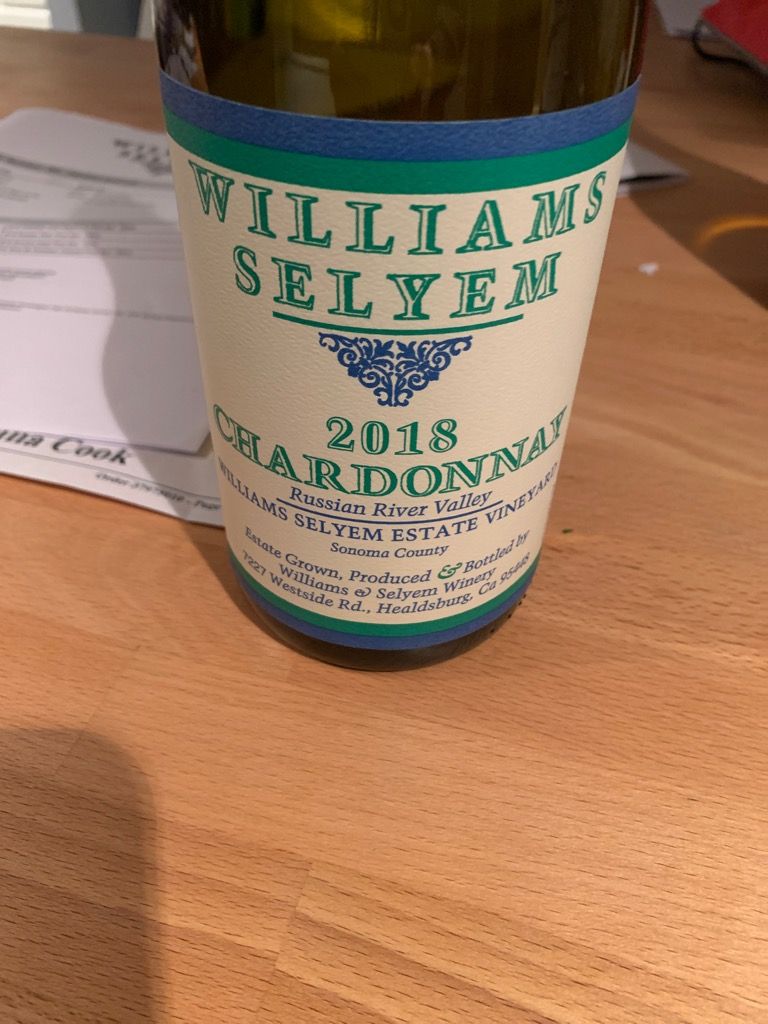 WILLIAMS
SELYEM
2018
CHARDONNAY
Russian River Valley
WILLIAMS SELYEM ESTATE VINEYARD
Sonoma County
Estate Grown, Produced & Bottled by
Williams & Selyem Winery
7227 Westside Rd., Healdsburg, Ca 95448
Cook
Order